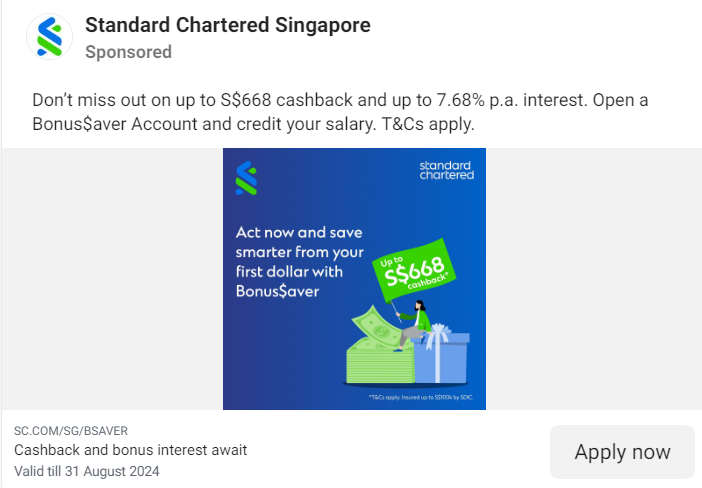 Standard Chartered Singapore
Sponsored
Don’t miss out on up to S$668 cashback and up to 7.68% p.a. interest. Open a
Bonus$aver Account and credit your salary. T&Cs apply.
standard
chartered
Act now and save
smarter from your
first dollar with
Bonus$aver
Up to
S$668
cashback*
*T&Cs apply. Insured up to S$100k by SDIC.
SC.COM/SG/BSAVER
Cashback and bonus interest await
Valid till 31 August 2024
Apply now